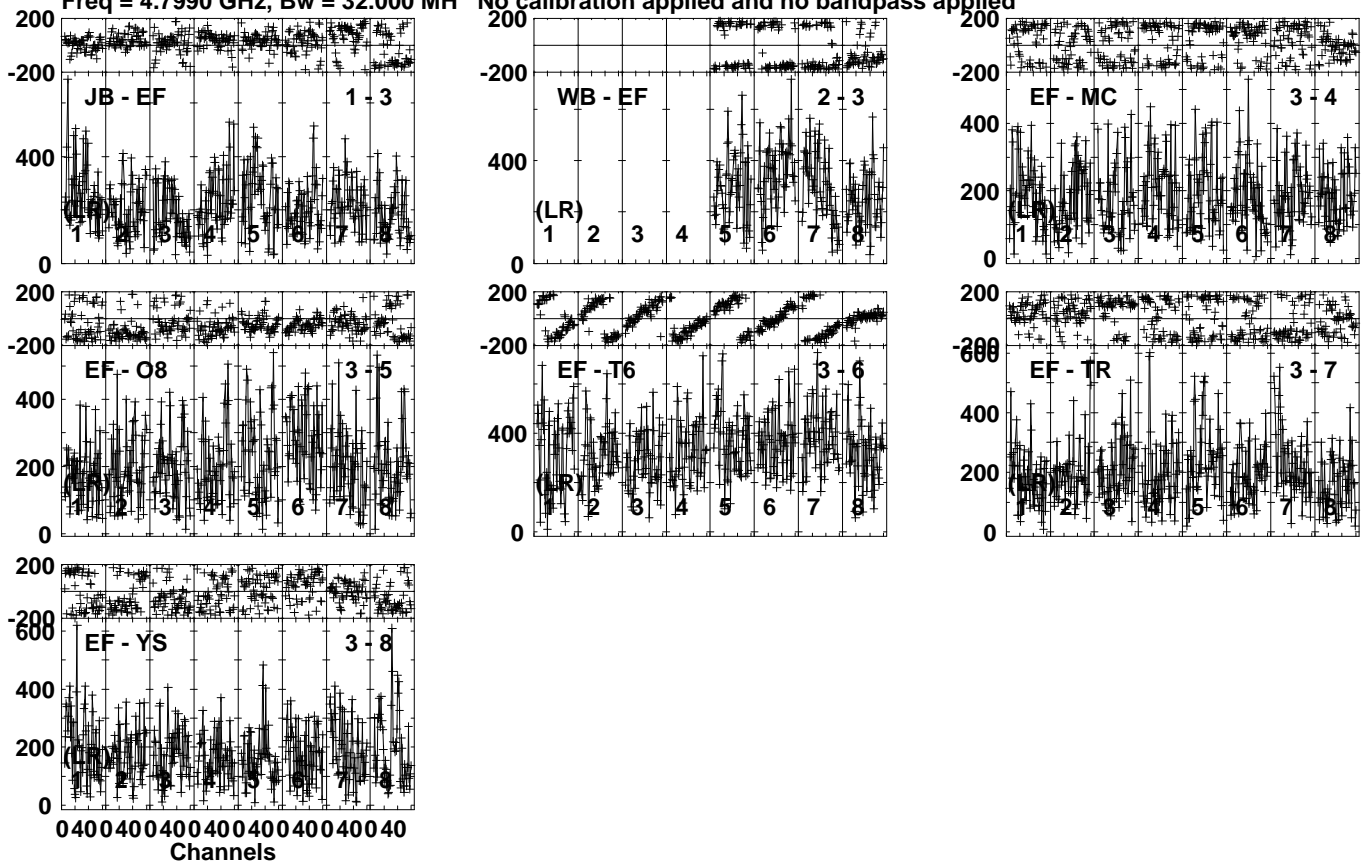 Freq = 4.7990 GHz, Bw = 32.000 MH No calibration applied and no bandpass applied
200
-200
JB - EF 1 - 3
400
(LR)
1 2 3 4 5 6 7 8
0
200
-200
WB - EF 2 - 3
400
(LR)
1 2 3 4 5 6 7 8
0
200
-200
EF - MC 3 - 4
400
200
(LR)
1 2 3 4 5 6 7 8
0
200
-200
EF - O8 3 - 5
400
200
(LR)
1 2 3 4 5 6 7 8
0
200
-200
EF - T6 3 - 6
400
(LR)
1 2 3 4 5 6 7 8
0
200
-200
600
EF - TR 3 - 7
400
200
(LR)
1 2 3 4 5 6 7 8
0
200
-200
600
EF - YS 3 - 8
400
200
(LR)
1 2 3 4 5 6 7 8
0
0 40 0 40 0 40 0 40 0 40 0 40 0 40 0 40
Channels